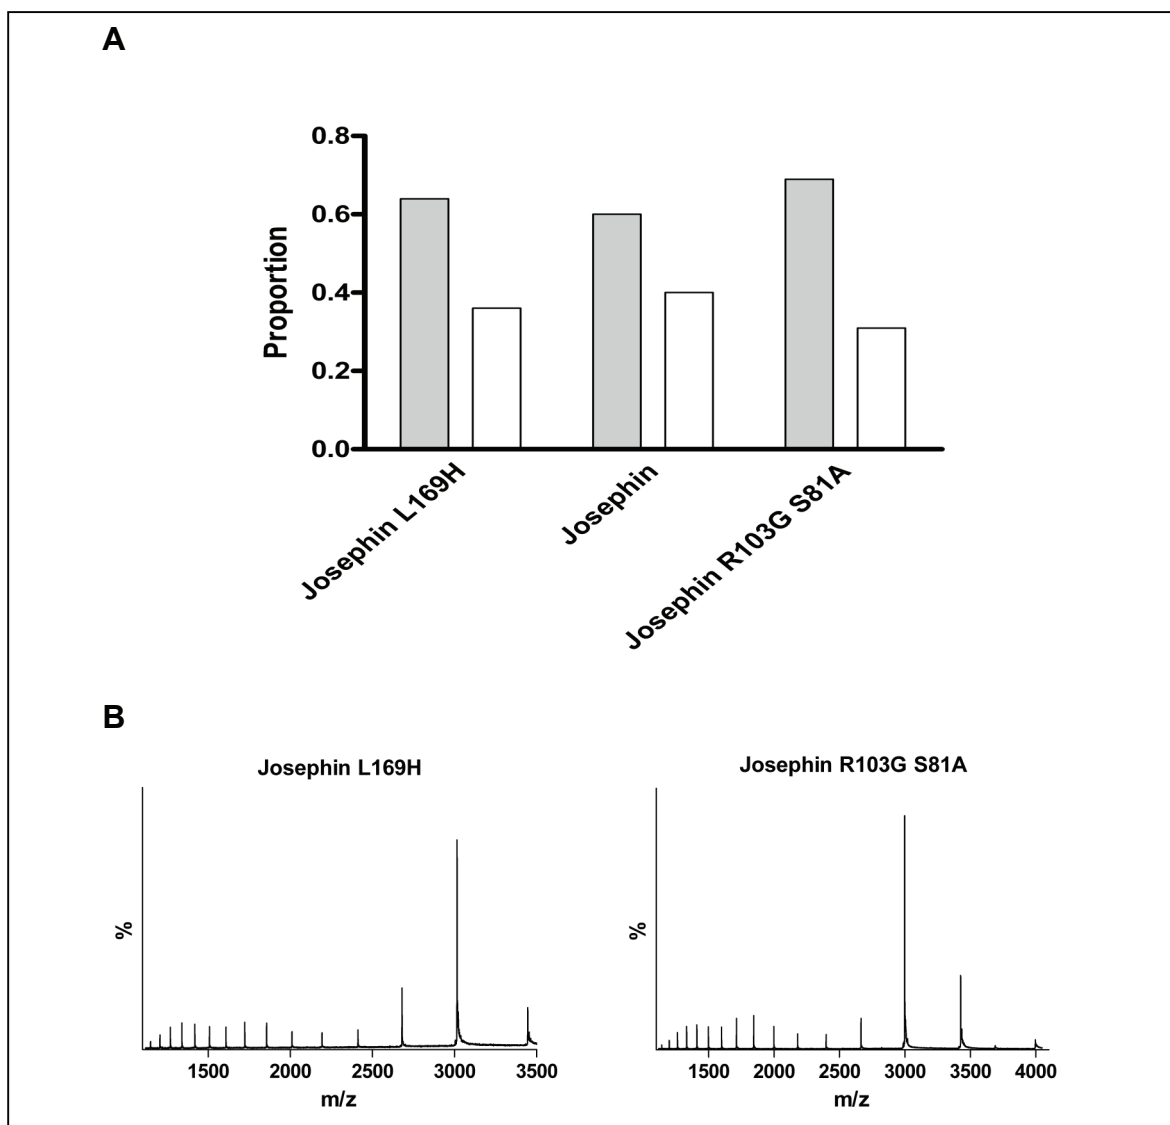 A
0.8
0.6
0.4
0.2
0.0
Proportion
Josephin L169H
Josephin
Josephin R103G S81A
B
Josephin L169H
%
1500 2000 2500 3000 3500
m/z
Josephin R103G S81A
%
1500 2000 2500 3000 3500 4000
m/z